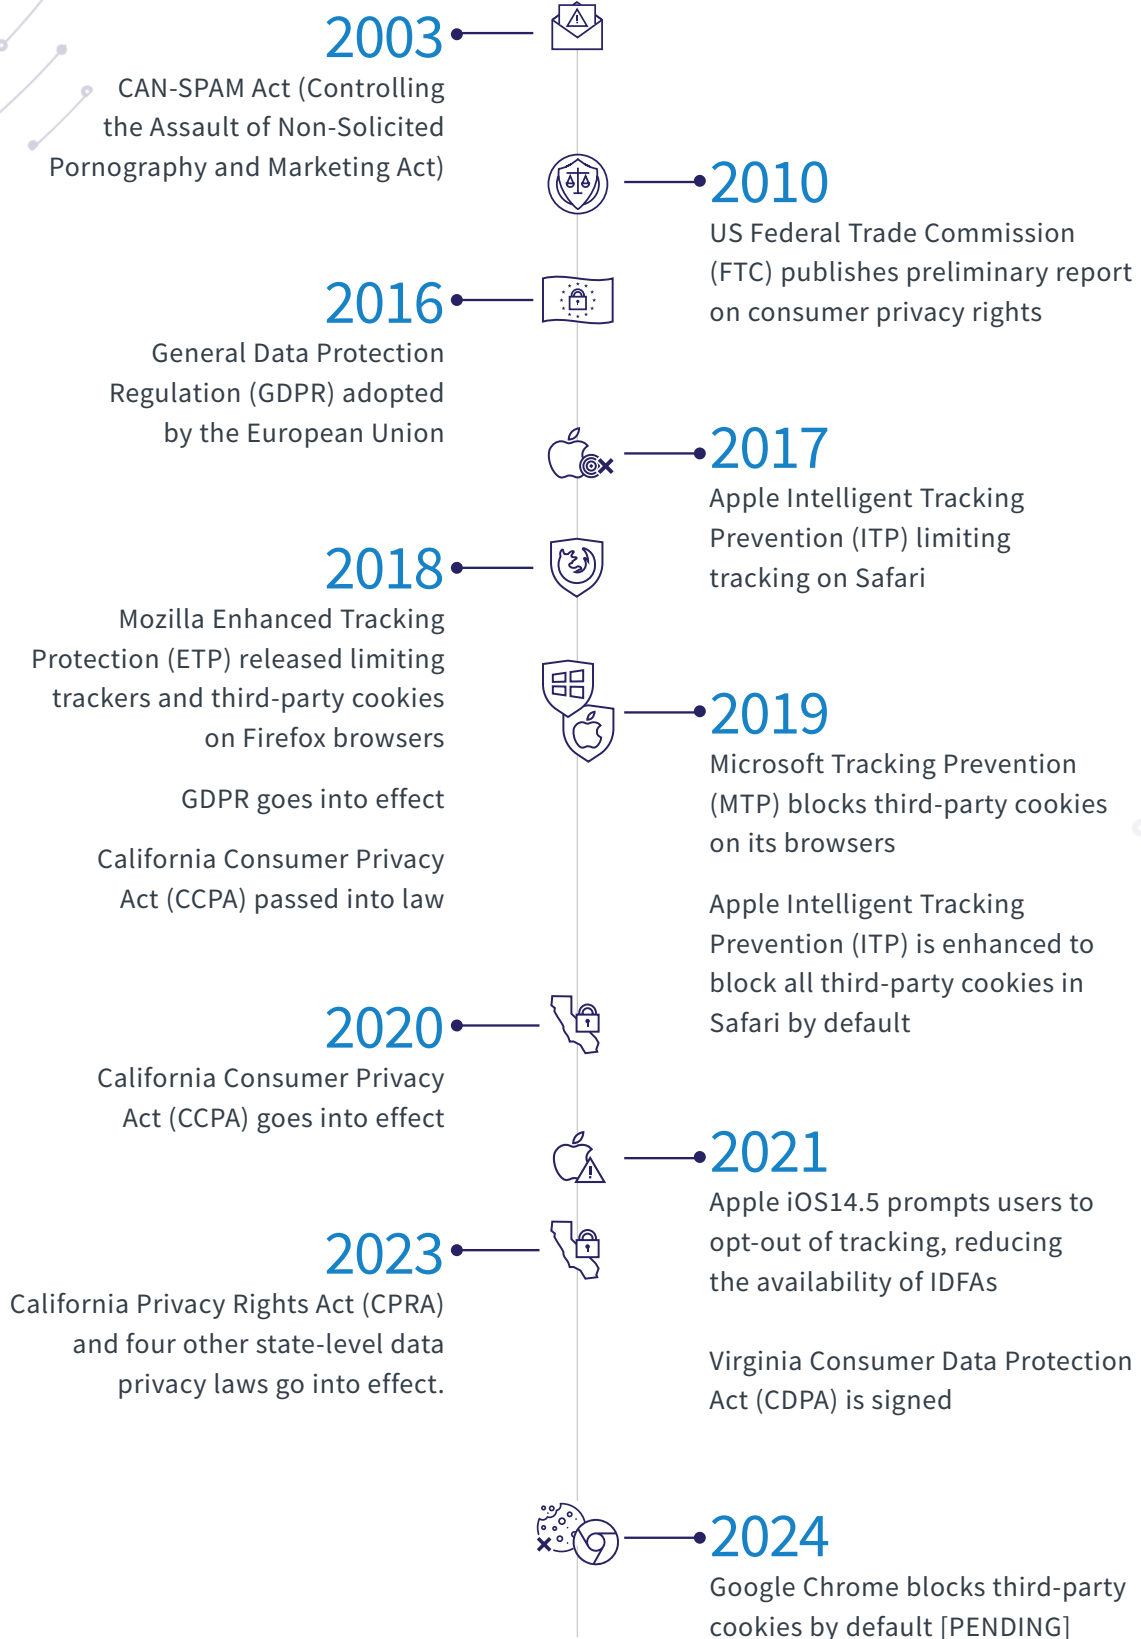 2003
CAN-SPAM Act (Controlling
the Assault of Non-Solicited
Pornography and Marketing Act)
2010
US Federal Trade Commission
(FTC) publishes preliminary report
on consumer privacy rights
2016
General Data Protection
Regulation (GDPR) adopted
by the European Union
2017
Apple Intelligent Tracking
Prevention (ITP) limiting
tracking on Safari
2018
Mozilla Enhanced Tracking
Protection (ETP) released limiting
trackers and third-party cookies
on Firefox browsers
GDPR goes into effect
California Consumer Privacy
Act (CCPA) passed into law
2019
Microsoft Tracking Prevention
(MTP) blocks third-party cookies
on its browsers
Apple Intelligent Tracking
Prevention (ITP) is enhanced to
block all third-party cookies in
Safari by default
2020
California Consumer Privacy
Act (CCPA) goes into effect
2021
Apple iOS14.5 prompts users to
opt-out of tracking, reducing
the availability of IDFAs
Virginia Consumer Data Protection
Act (CDPA) is signed
2023
California Privacy Rights Act (CPRA)
and four other state-level data
privacy laws go into effect.
2024
Google Chrome blocks third-party
cookies by default [PENDING]